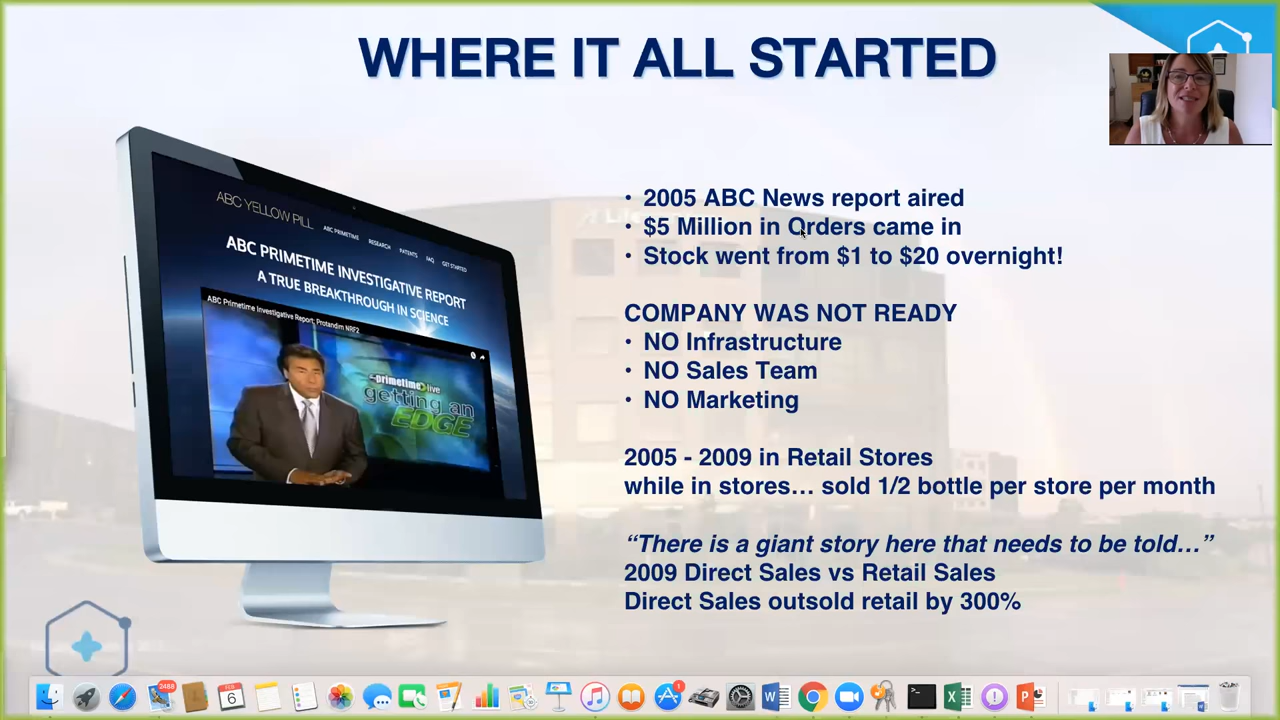 WHERE IT ALL STARTED
ABC YELLOW PILL
ABC PRIMETIME
RESEARCH
PATENTS
FAQ
GET STARTED
ABC PRIMETIME INVESTIGATIVE REPORT
A TRUE BREAKTHROUGH IN SCIENCE
ABC Primetime Investigative Report; Protandim NRF2
primetime live
getting an
EDGE
• 2005 ABC News report aired
• $5 Million in Orders came in
• Stock went from $1 to $20 overnight!
COMPANY WAS NOT READY
• NO Infrastructure
• NO Sales Team
• NO Marketing
2005 - 2009 in Retail Stores
while in stores… sold 1/2 bottle per store per month
“There is a giant story here that needs to be told…”
2009 Direct Sales vs Retail Sales
Direct Sales outsold retail by 300%
2488
FEB
6
1
W
X
P